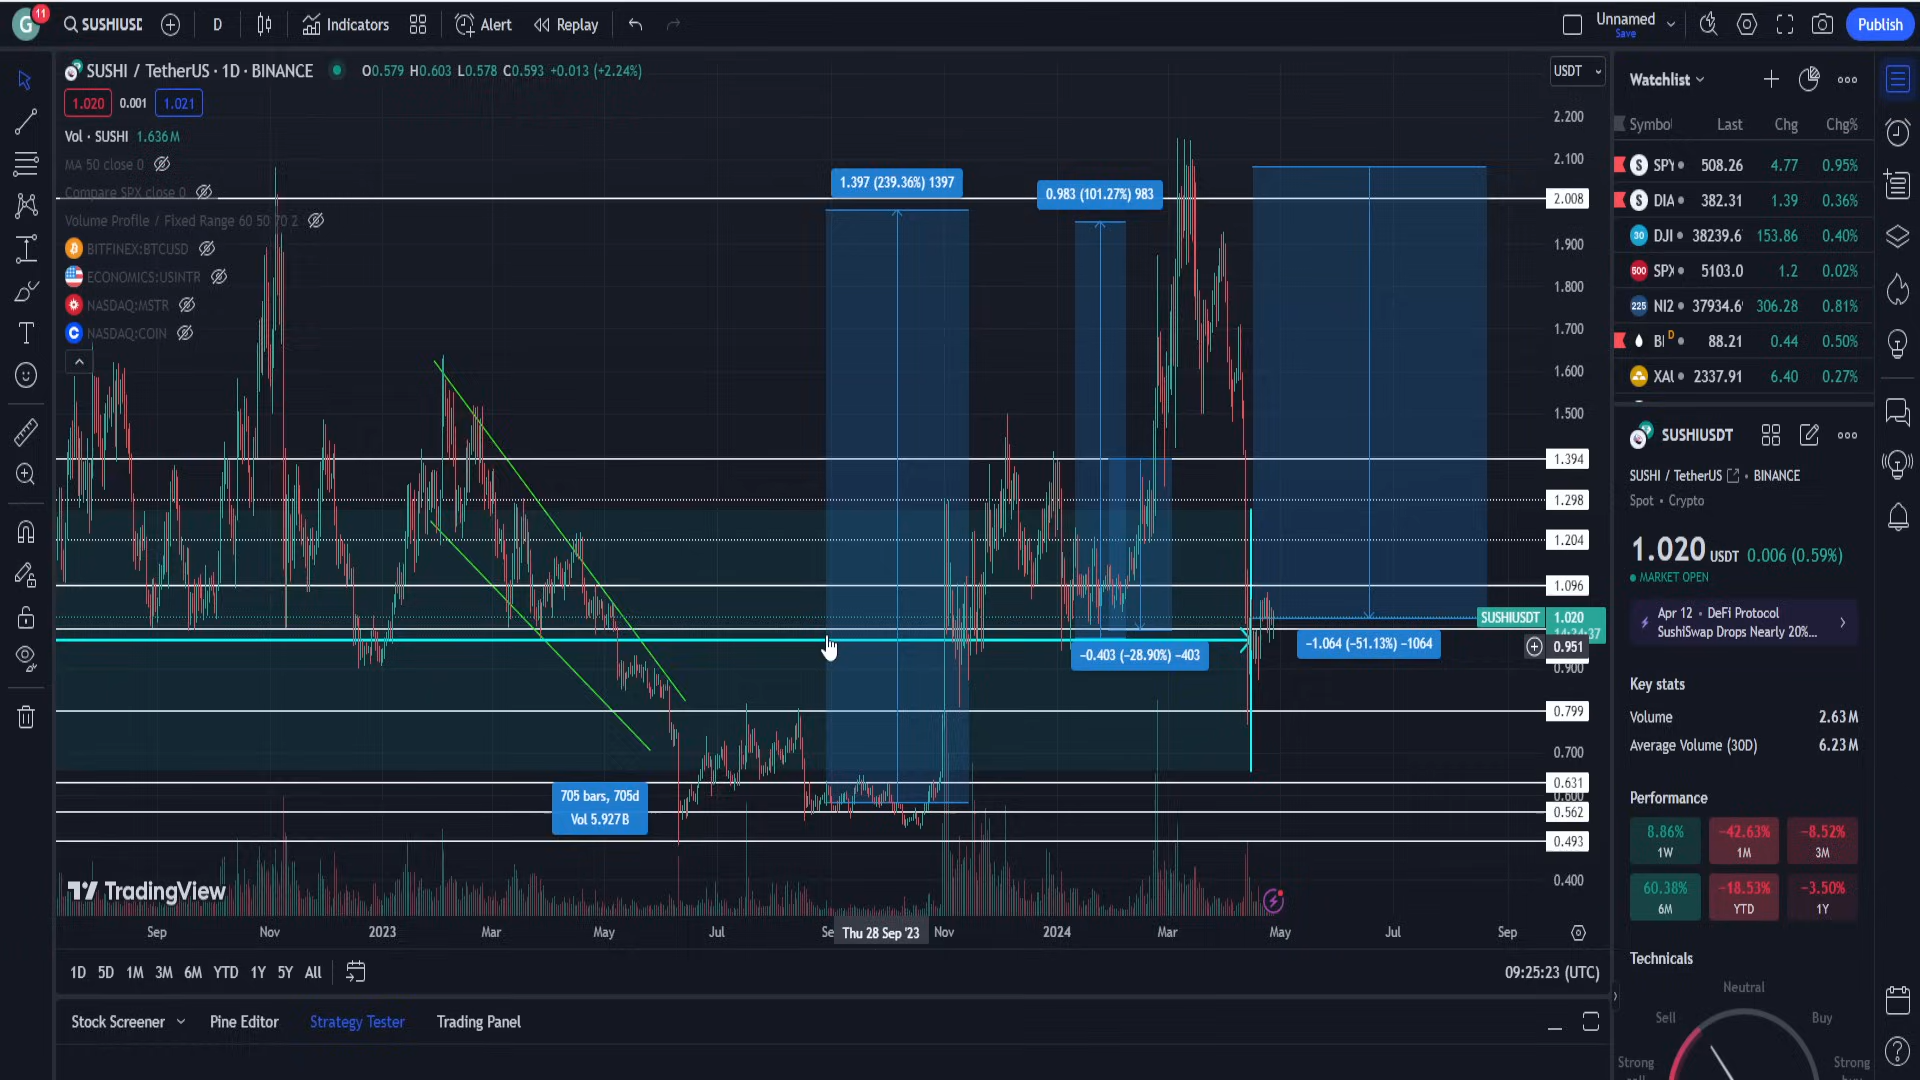 G 11 SUSHIUSD D Indicators Alert Replay Unnamed Save Publish
SUSHI / TetherUS · 1D · BINANCE O0.579 H0.603 L0.578 C0.593 +0.013 (+2.24%) USDT
1.020 0.001 1.021
Vol · SUSHI 1.636M
MA 50 close 0
Compare SPX close 0
Volume Profile / Fixed Range 60 50 70 2
BITFINEX:BTCUSD
ECONOMICS:USINTR
NASDAQ:MSTR
NASDAQ:COIN
1.397 (239.36%) 1397
0.983 (101.27%) 983
−0.403 (−28.90%) −403
−1.064 (−51.13%) −1064
705 bars, 705d
Vol 5.927B
2.200
2.100
2.008
1.900
1.800
1.700
1.600
1.500
1.394
1.298
1.204
1.096
SUSHIUSDT 1.020
14:34:37
0.951
0.900
0.799
0.700
0.631
0.600
0.562
0.493
0.400
TradingView
Sep Nov 2023 Mar May Jul Se Thu 28 Sep '23 Nov 2024 Mar May Jul Sep
1D 5D 1M 3M 6M YTD 1Y 5Y All 09:25:23 (UTC)
Stock Screener Pine Editor Strategy Tester Trading Panel
Watchlist
Symbol Last Chg Chg%
SPY 508.26 4.77 0.95%
DIA 382.31 1.39 0.36%
30 DJI 38239.6 153.86 0.40%
500 SPX 5103.0 1.2 0.02%
225 NI2 37934.6 306.28 0.81%
D 88.21 0.44 0.50%
XAU 2337.91 6.40 0.27%
SUSHIUSDT
SUSHI / TetherUS • BINANCE
Spot • Crypto
1.020 USDT 0.006 (0.59%)
MARKET OPEN
Apr 12 • DeFi Protocol
SushiSwap Drops Nearly 20%...
Key stats
Volume 2.63M
Average Volume (30D) 6.23M
Performance
8.86% −42.63% −8.52%
1W 1M 3M
60.38% −18.53% −3.50%
6M YTD 1Y
Technicals
Neutral
Sell Buy
Strong Strong